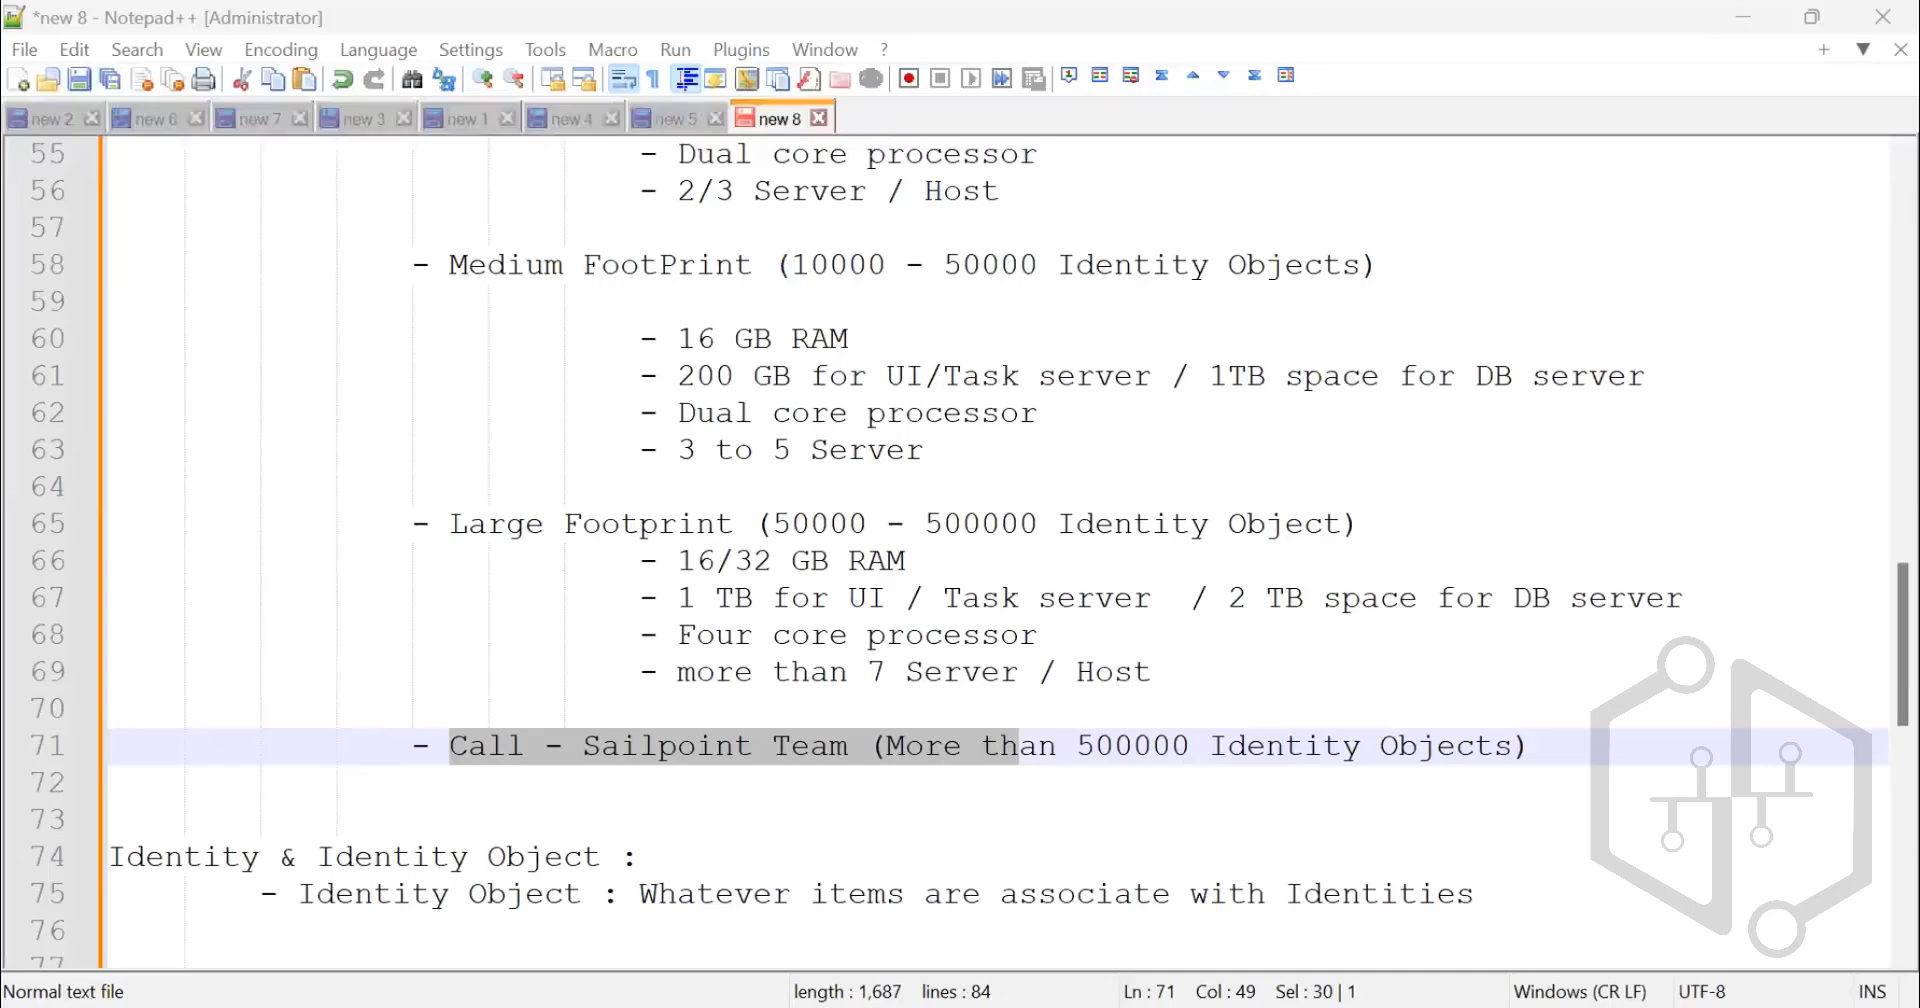 *new 8 - Notepad++ [Administrator]
File Edit Search View Encoding Language Settings Tools Macro Run Plugins Window ?
new 2 new 6 new 7 new 3 new 1 new 4 new 5 new 8
55 - Dual core processor
56 - 2/3 Server / Host
57
58 - Medium FootPrint (10000 - 50000 Identity Objects)
59
60 - 16 GB RAM
61 - 200 GB for UI/Task server / 1TB space for DB server
62 - Dual core processor
63 - 3 to 5 Server
64
65 - Large Footprint (50000 - 500000 Identity Object)
66 - 16/32 GB RAM
67 - 1 TB for UI / Task server / 2 TB space for DB server
68 - Four core processor
69 - more than 7 Server / Host
70
71 - Call - Sailpoint Team (More than 500000 Identity Objects)
72
73
74 Identity & Identity Object :
75 - Identity Object : Whatever items are associate with Identities
76
77
Normal text file length : 1,687 lines : 84 Ln : 71 Col : 49 Sel : 30 | 1 Windows (CR LF) UTF-8 INS